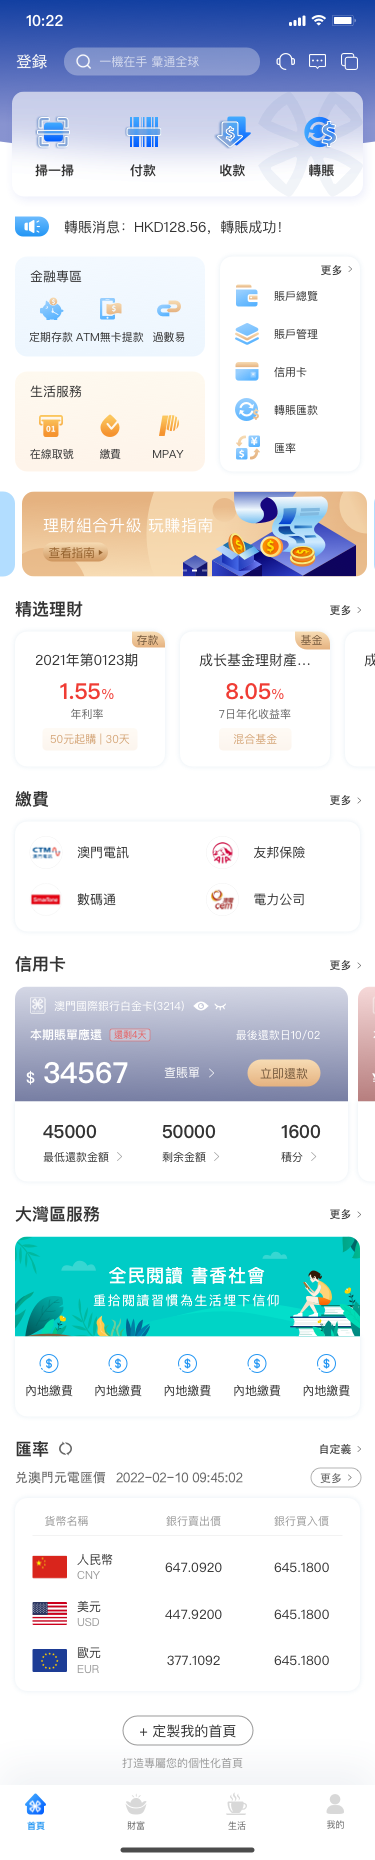 10:22
登録
一機在手 彙通全球
掃一掃
付款
收款
轉賬
轉賬消息：HKD128.56，轉賬成功！
金融專區
定期存款
ATM無卡提款
過數易
更多
賬戶總覽
賬戶管理
信用卡
轉賬匯款
匯率
生活服務
01
在線取號
繳費
MPAY
理財組合升級 玩賺指南
查看指南
精选理財
更多
存款
2021年第0123期
1.55%
年利率
50元起購 | 30天
基金
成长基金理財產...
8.05%
7日年化收益率
混合基金
成
繳費
更多
CTM
澳門電訊
AIA
友邦保險
SmarTone
數碼通
cem
電力公司
信用卡
更多
澳門國際銀行白金卡(3214)
本期賬單應還
還剩4天
最後還款日10/02
$ 34567
查賬單
立即還款
45000
50000
1600
最低還款金額
剩余金額
積分
大灣區服務
更多
全民閱讀 書香社會
重拾閱讀習慣為生活埋下信仰
內地繳費
內地繳費
內地繳費
內地繳費
內地繳費
匯率
自定義
兑澳門元電匯價 2022-02-10 09:45:02
更多
貨幣名稱
銀行賣出價
銀行買入價
人民幣
CNY
647.0920
645.1800
美元
USD
447.9200
645.1800
歐元
EUR
377.1092
645.1800
+ 定製我的首頁
打造專屬您的個性化首頁
首頁
財富
生活
我的